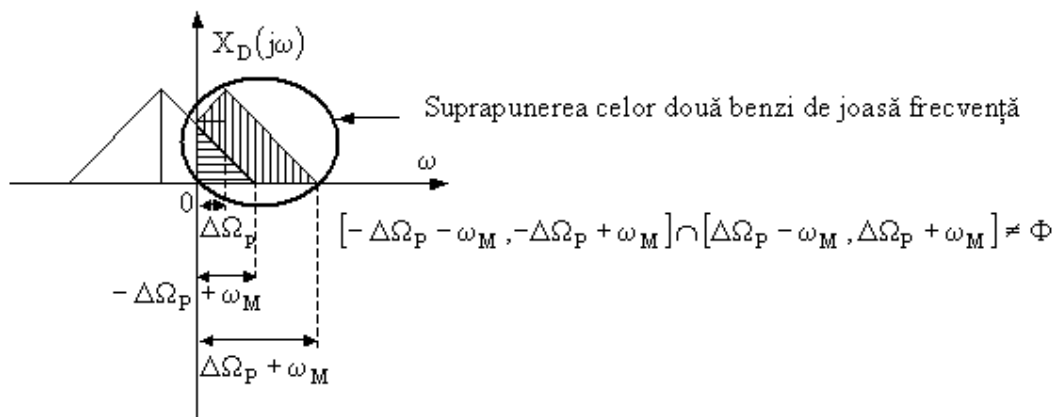 X_D(jω)
Suprapunerea celor două benzi de joasă frecvență
ω
0
ΔΩ_P
[-ΔΩ_P-ω_M,-ΔΩ_P+ω_M]∩[ΔΩ_P-ω_M,ΔΩ_P+ω_M]≠Φ
-ΔΩ_P+ω_M
ΔΩ_P+ω_M